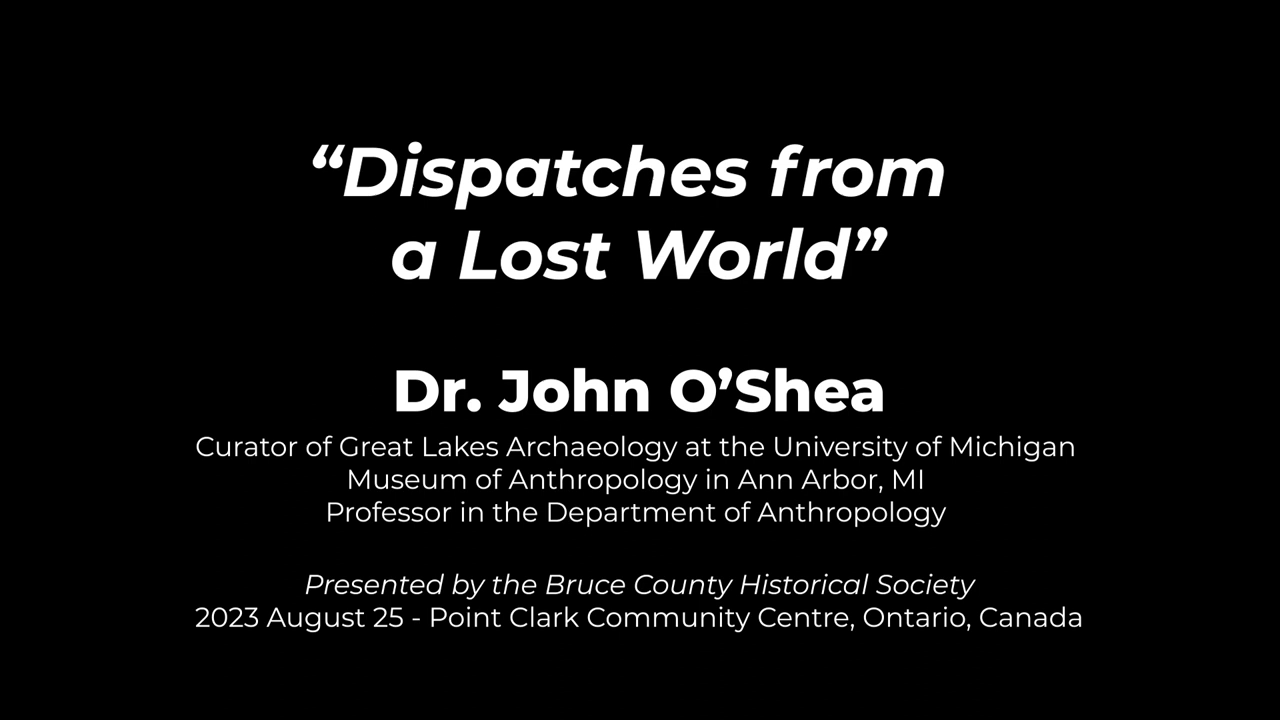 “Dispatches from
a Lost World”
Dr. John O’Shea
Curator of Great Lakes Archaeology at the University of Michigan
Museum of Anthropology in Ann Arbor, MI
Professor in the Department of Anthropology
Presented by the Bruce County Historical Society
2023 August 25 - Point Clark Community Centre, Ontario, Canada